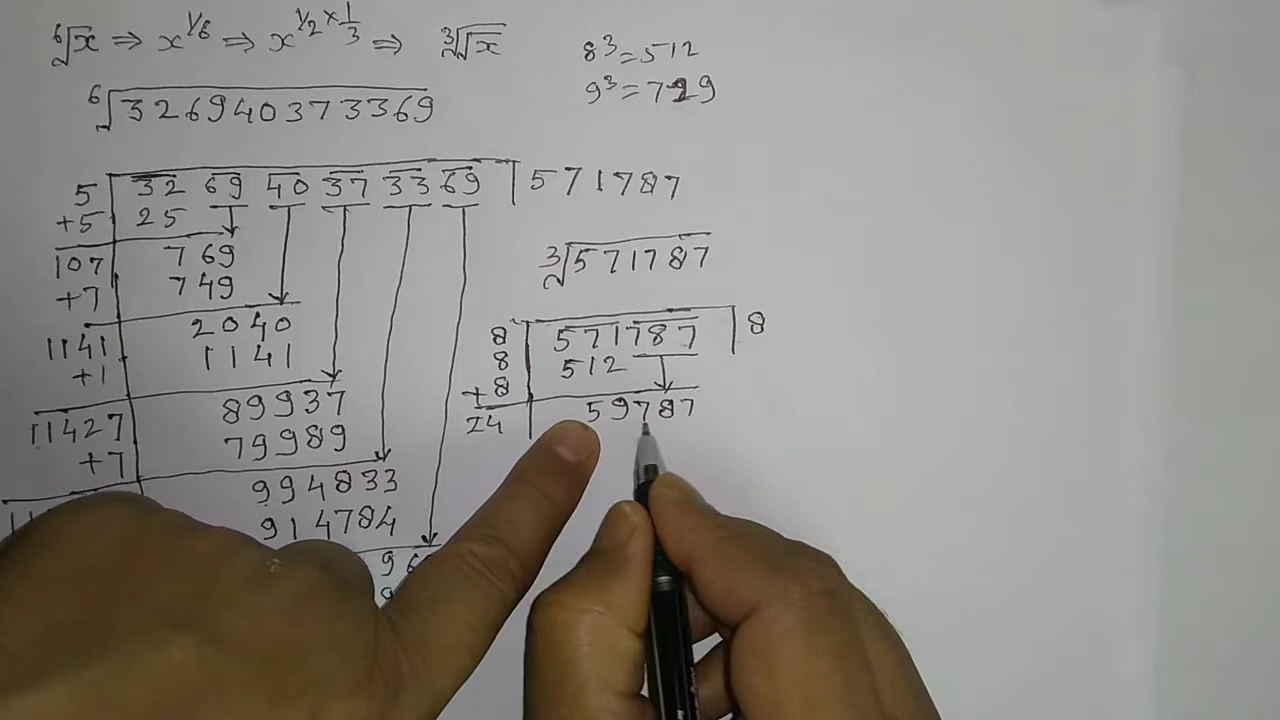 ⁶√x ⇒ x^1/6 ⇒ x^1/2 × 1/3 ⇒ ³√√x
8³ = 512
9³ = 729
⁶√326940373369
5 32 69 40 37 33 69 571787
+5 25
107 769
+7 749
1141 2040
+1 1141
11427 89937
+7 79989
994833
914784
³√571787
8 571787 8
8 512
+8
24 59787